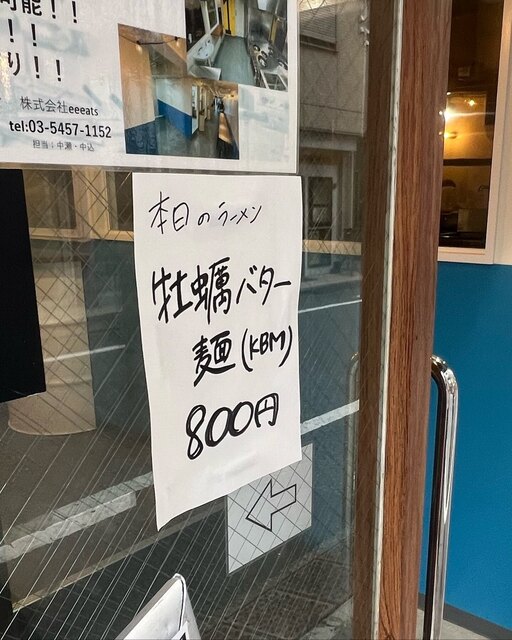 可能！！
！！
り！！
株式会社eeeats
tel:03-5457-1152
担当：中瀬・中込
本日のラーメン
牡蠣バター
麺(KBM)
800円